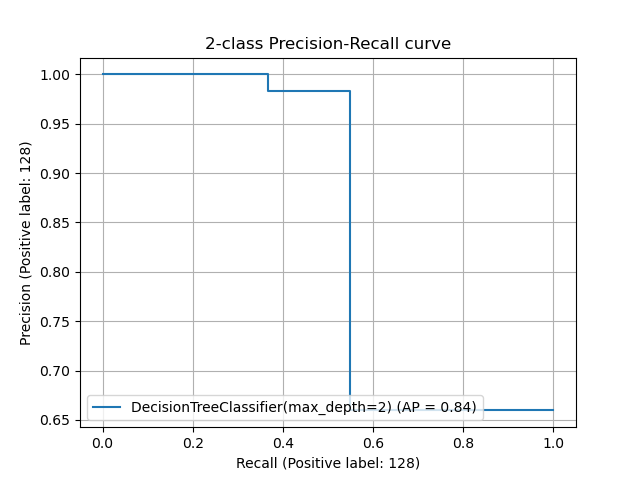 2-class Precision-Recall curve
Precision (Positive label: 128)
1.00
0.95
0.90
0.85
0.80
0.75
0.70
0.65
DecisionTreeClassifier(max_depth=2) (AP = 0.84)
0.0 0.2 0.4 0.6 0.8 1.0
Recall (Positive label: 128)